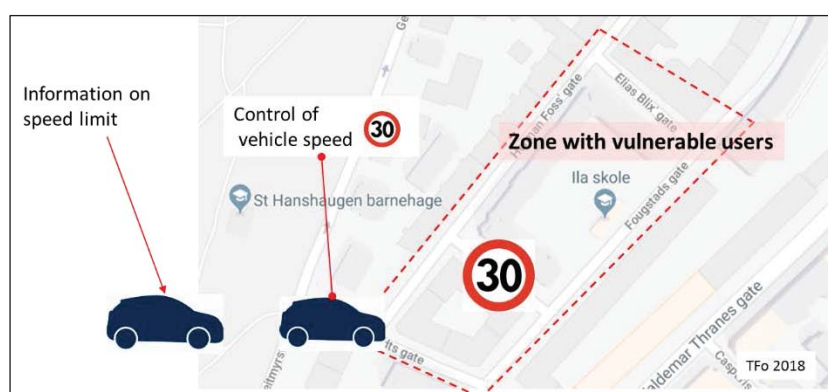 Information on
speed limit
Control of
vehicle speed
30
Zone with vulnerable users
Elias Blix' gate
Ila skole
St Hanshaugen barnehage
Fougstads gate
30
gate
Thranes gate
TFo 2018